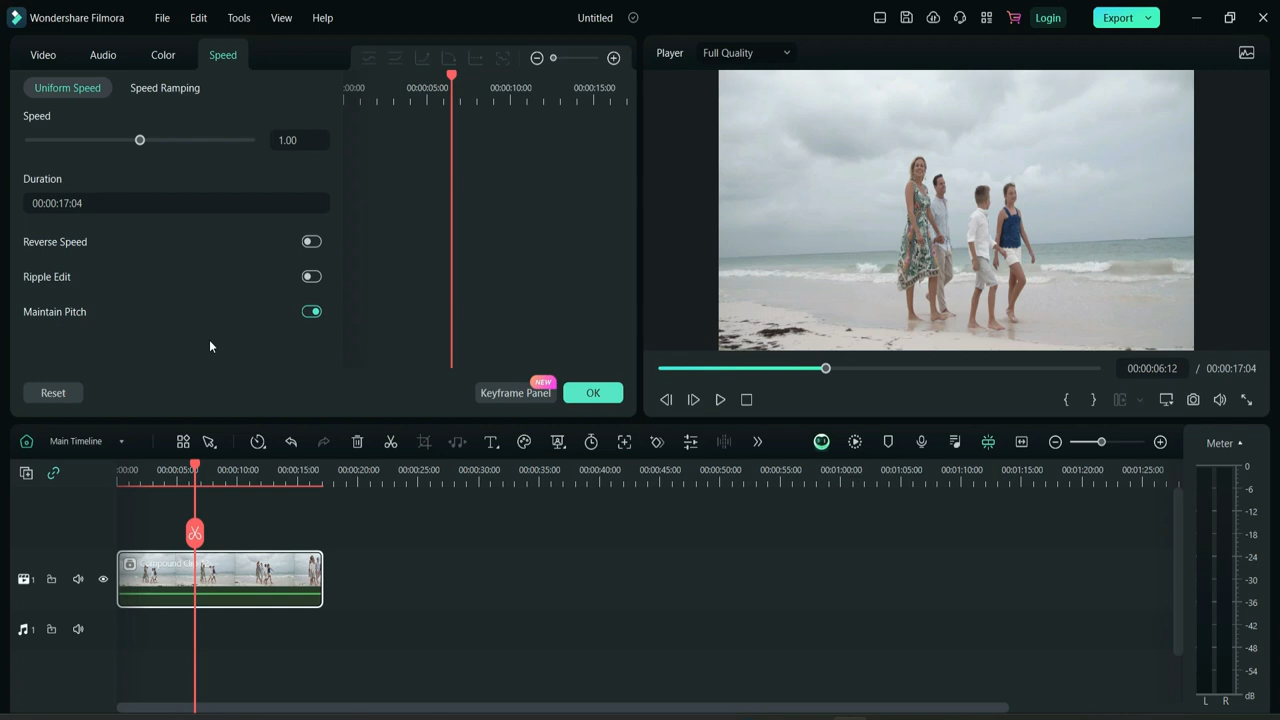 Wondershare Filmora File Edit Tools View Help Untitled Login Export
Video Audio Color Speed
Player Full Quality
Uniform Speed Speed Ramping
:00:00 00:00:05:00 00:00:10:00 00:00:15:00
Speed
1.00
Duration
00:00:17:04
Reverse Speed
Ripple Edit
Maintain Pitch
00:00:06:12 / 00:00:17:04
NEW
Reset Keyframe Panel OK
Main Timeline Meter
:00:00 00:00:05:00 00:00:10:00 00:00:15:00 00:00:20:00 00:00:25:00 00:00:30:00 00:00:35:00 00:00:40:00 00:00:45:00 00:00:50:00 00:00:55:00 00:01:00:00 00:01:05:00 00:01:10:00 00:01:15:00 00:01:20:00 00:01:25:00
0
-6
-12
-18
-24
-30
-36
-42
-48
-54
dB
L R
Compound
1
1